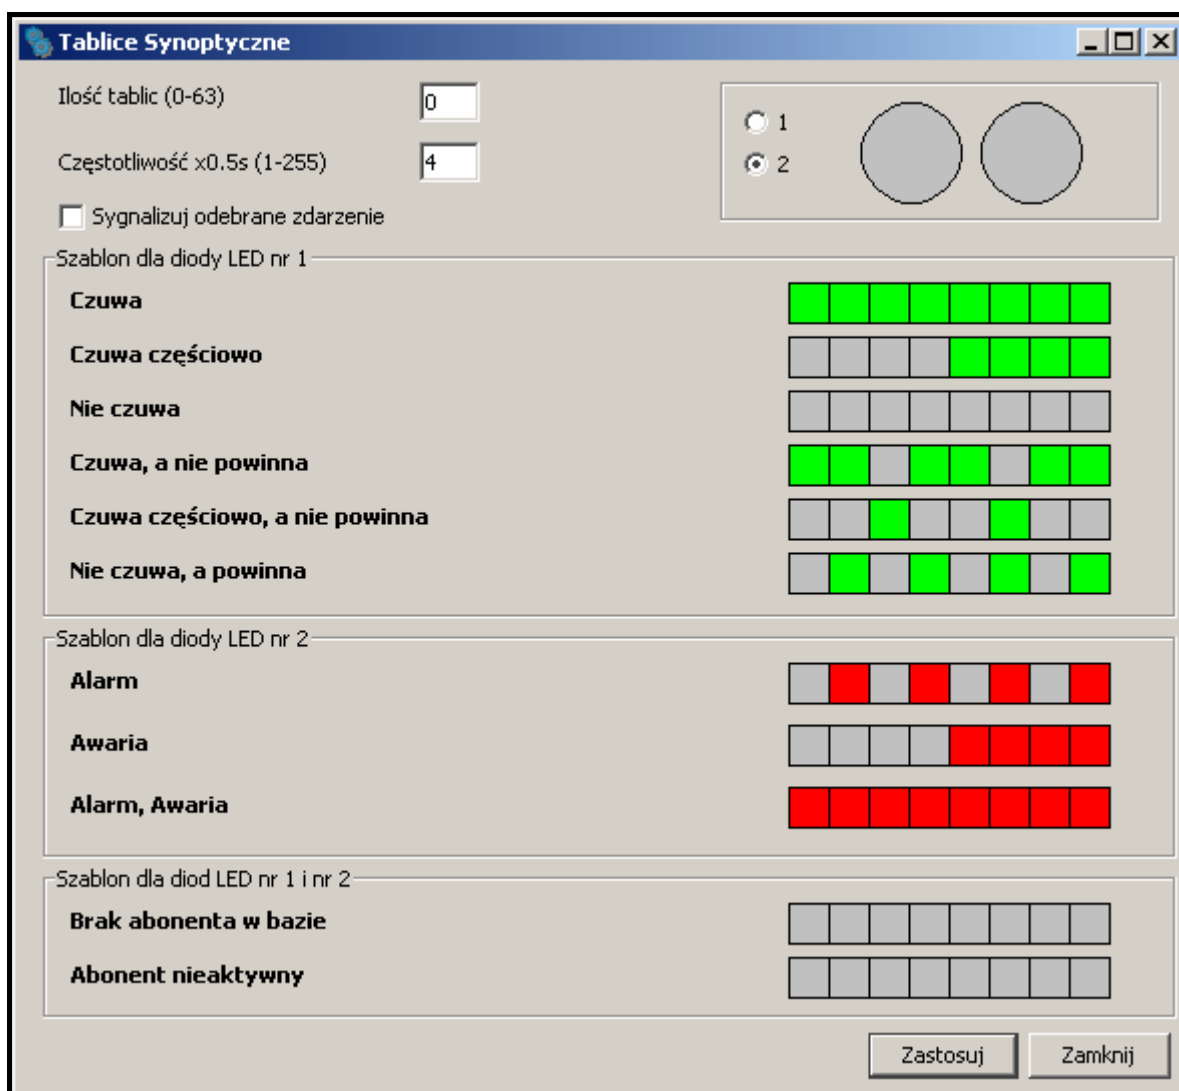 Tablice Synoptyczne
Ilość tablic (0-63)
0
1
Częstotliwość x0.5s (1-255)
4
2
Sygnalizuj odebrane zdarzenie
Szablon dla diody LED nr 1
Czuwa
Czuwa częściowo
Nie czuwa
Czuwa, a nie powinna
Czuwa częściowo, a nie powinna
Nie czuwa, a powinna
Szablon dla diody LED nr 2
Alarm
Awaria
Alarm, Awaria
Szablon dla diod LED nr 1 i nr 2
Brak abonenta w bazie
Abonent nieaktywny
Zastosuj
Zamknij